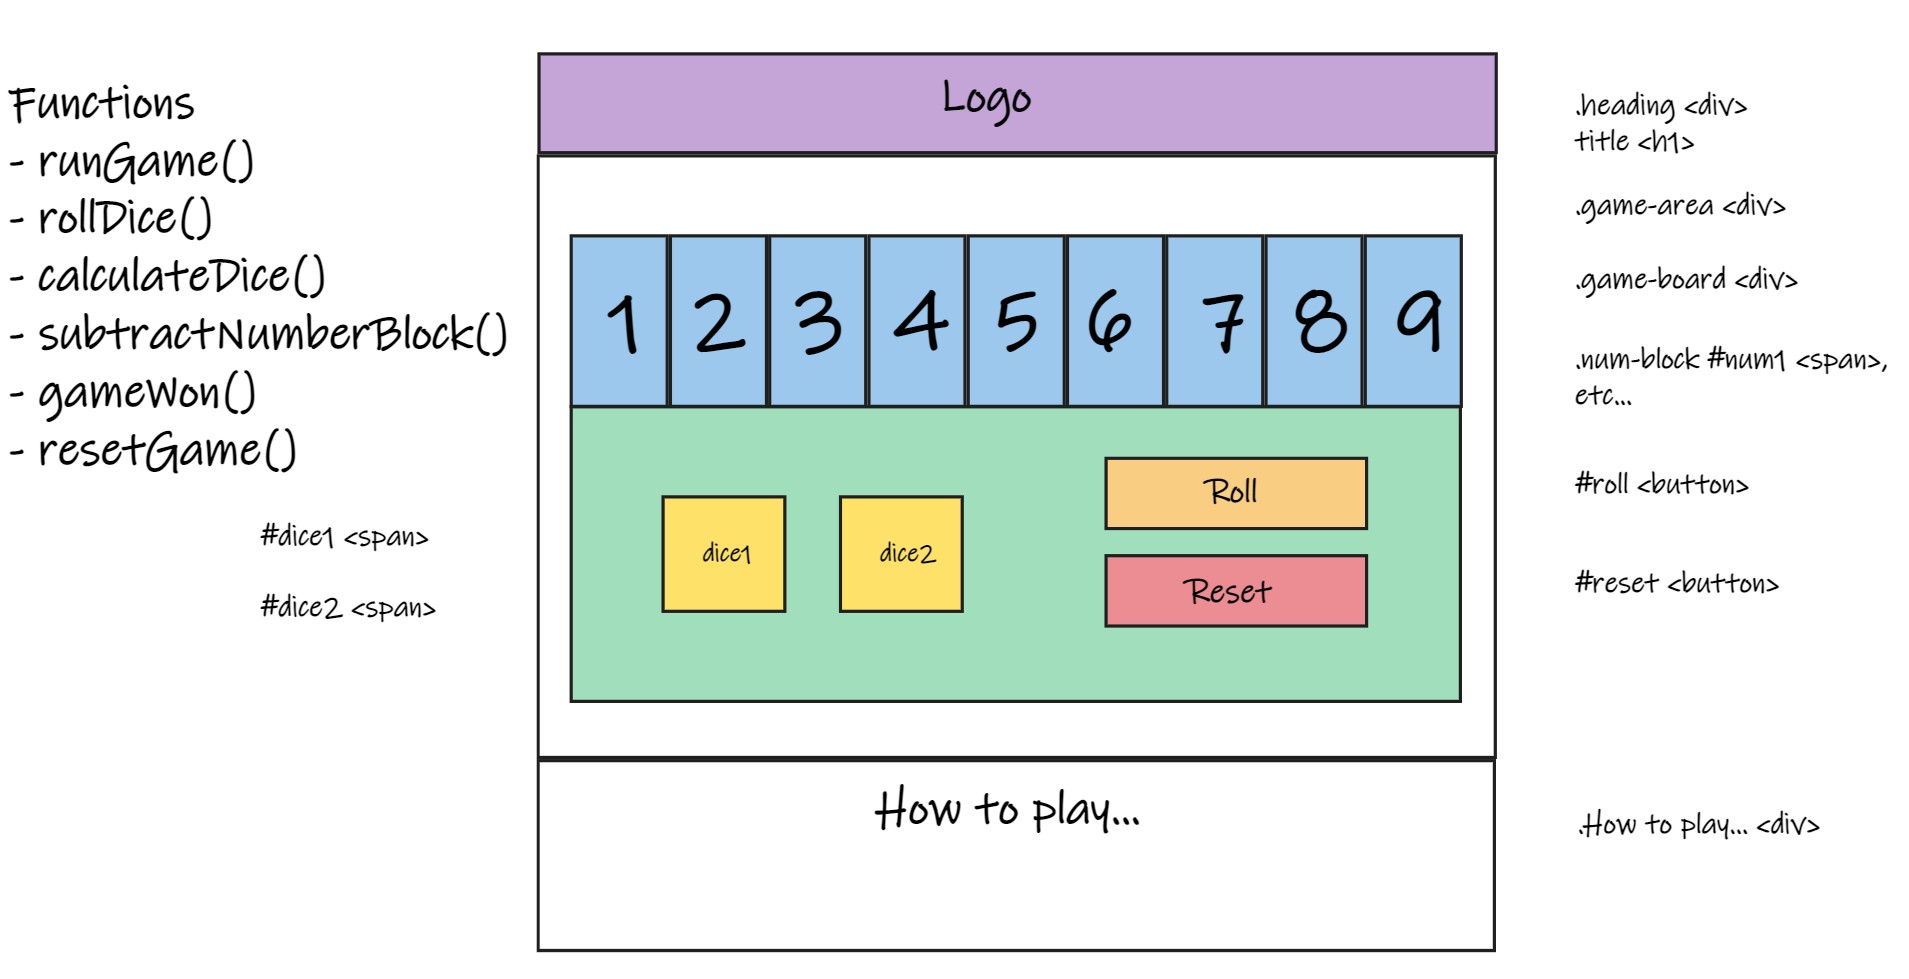 Functions
- runGame()
- rollDice()
- calculateDice()
- subtractNumberBlock()
- gameWon()
- resetGame()
#dice1 <span>
#dice2 <span>
Logo
1 2 3 4 5 6 7 8 9
dice1
dice2
Roll
Reset
How to play...
.heading <div>
title <h1>
.game-area <div>
.game-board <div>
.num-block #num1 <span>,
etc...
#roll <button>
#reset <button>
.How to play... <div>